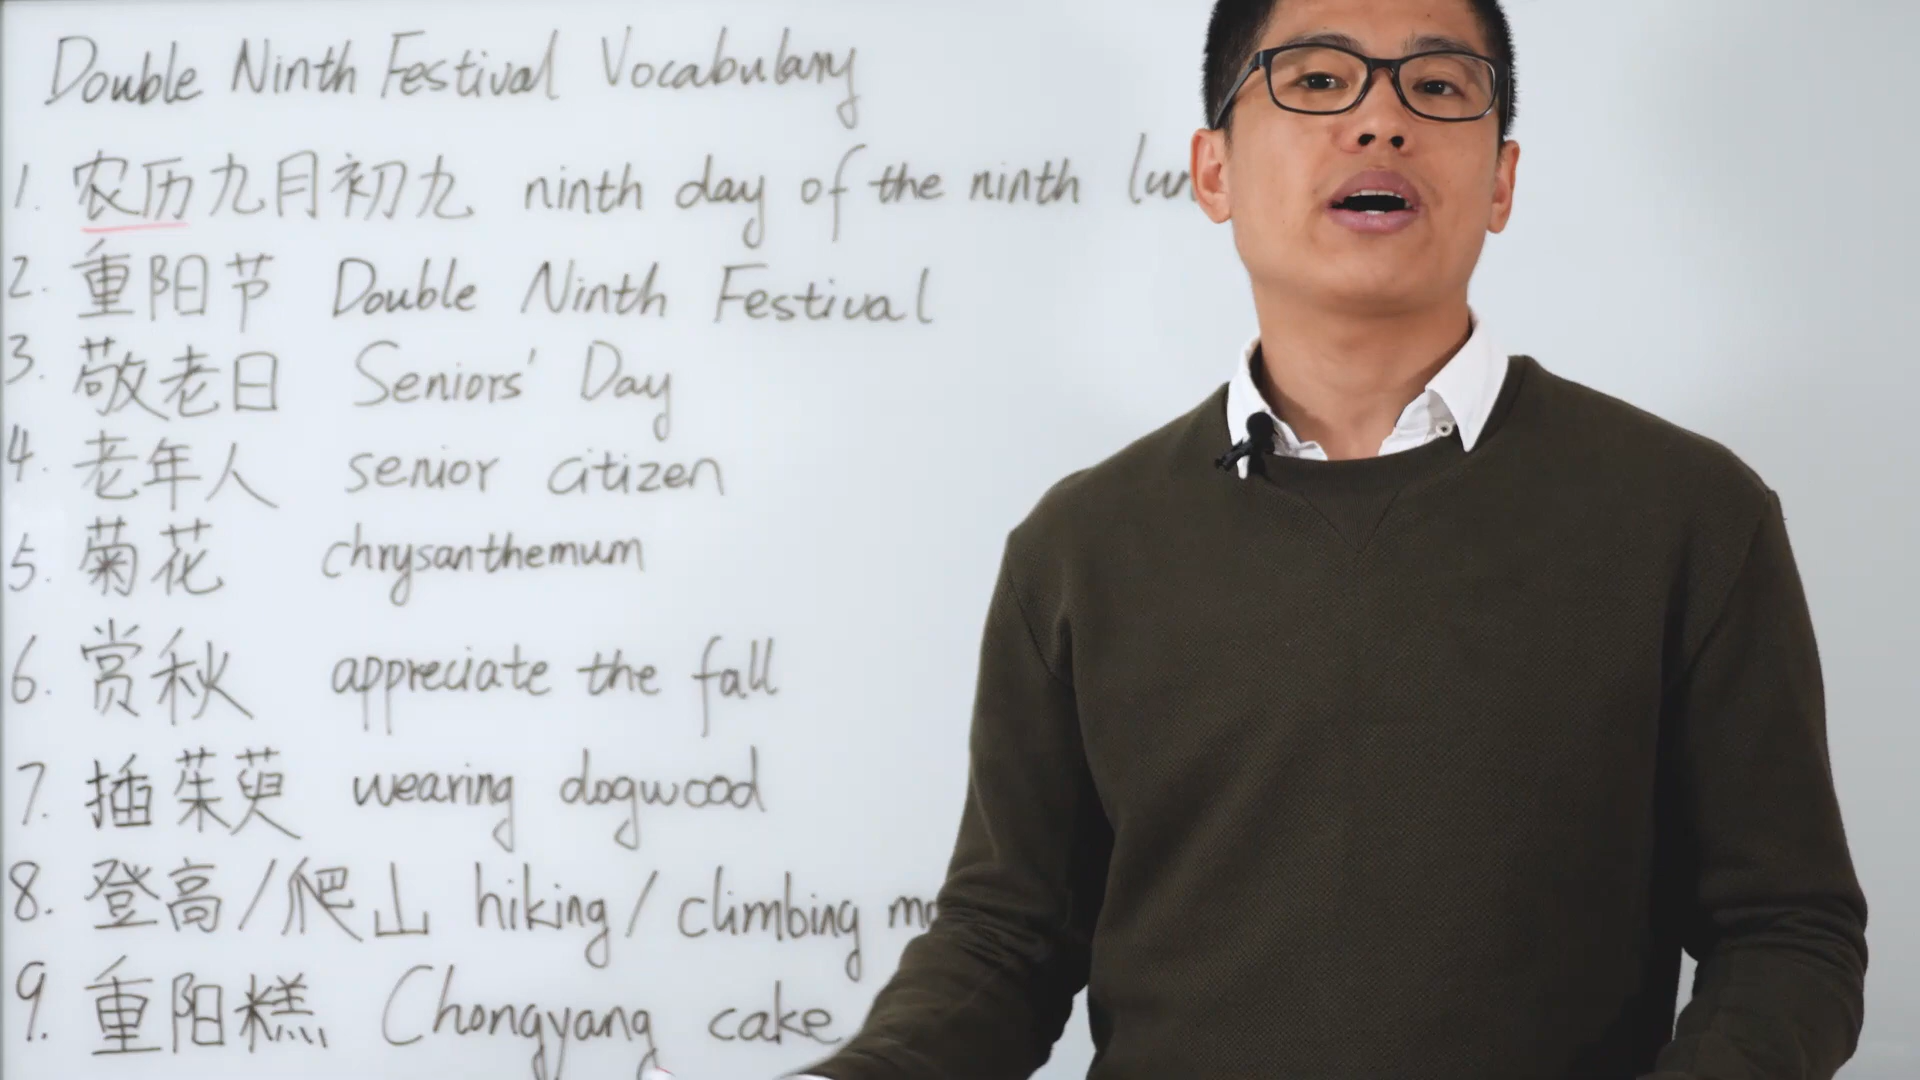 Double Ninth Festival Vocabulary
1. 农历九月初九 ninth day of the ninth
2. 重阳节 Double Ninth Festival
3. 敬老日 Seniors' Day
4. 老年人 senior citizen
5. 菊花 chrysanthemum
6. 赏秋 appreciate the fall
7. 插茱萸 wearing dogwood
8. 登高/爬山 hiking/climbing
9. 重阳糕 Chongyang cake